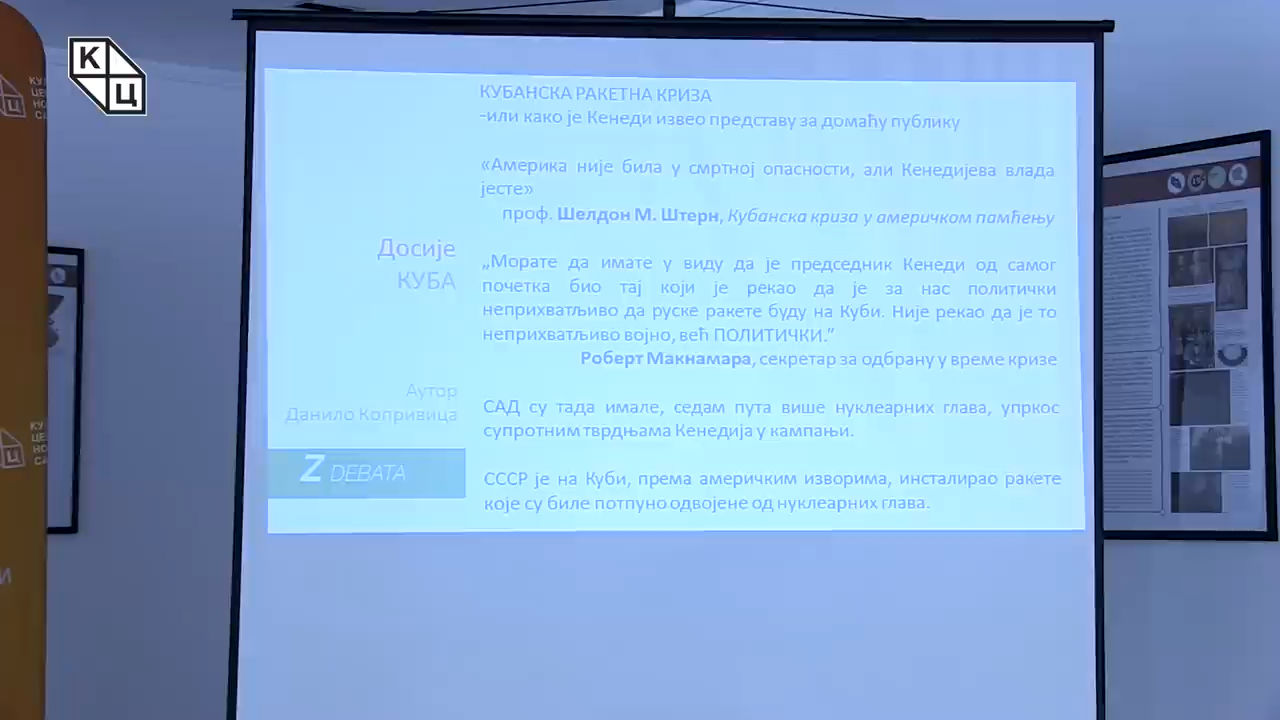 К
Ц
КУБАНСКА РАКЕТНА КРИЗА
-или како је Кенеди извео представу за домаћу публику
«Америка није била у смртној опасности, али Кенедијева влада
јесте»
проф. Шелдон М. Штерн, Кубанска криза у америчком памћењу
Досије
КУБА
„Морате да имате у виду да је председник Кенеди од самог
почетка био тај који је рекао да је за нас политички
неприхватљиво да руске ракете буду на Куби. Није рекао да је то
неприхватљиво војно, већ ПОЛИТИЧКИ.”
Роберт Макнамара, секретар за одбрану у време кризе
Аутор
Данило Копривица
САД су тада имале, седам пута више нуклеарних глава, упркос
супротним тврдњама Кенедија у кампањи.
Z DEBATA
СССР је на Куби, према америчким изворима, инсталирао ракете
које су биле потпуно одвојене од нуклеарних глава.